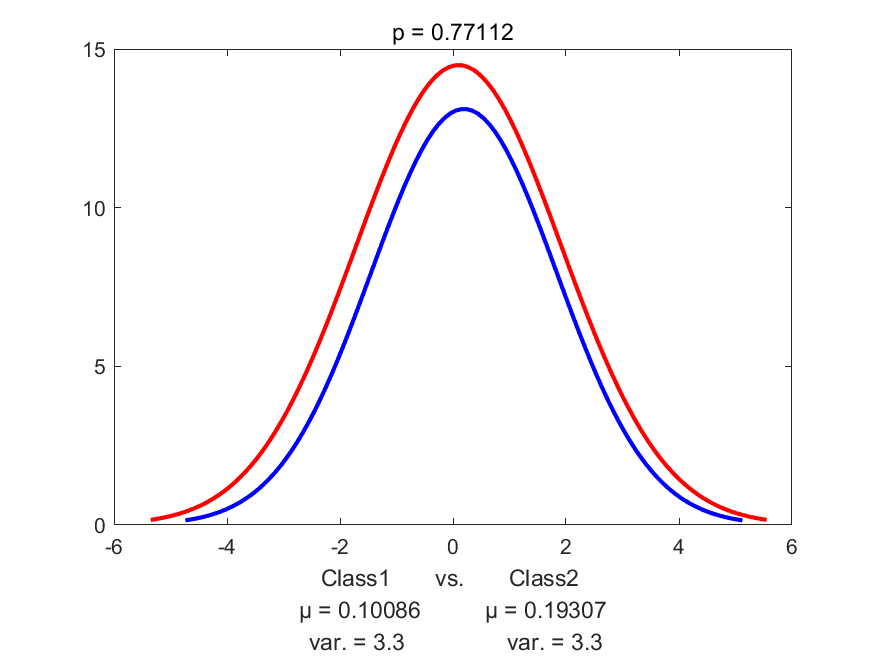 p = 0.77112
15
10
5
0
-6 -4 -2 0 2 4 6
Class1 vs. Class2
μ = 0.10086 μ = 0.19307
var. = 3.3 var. = 3.3